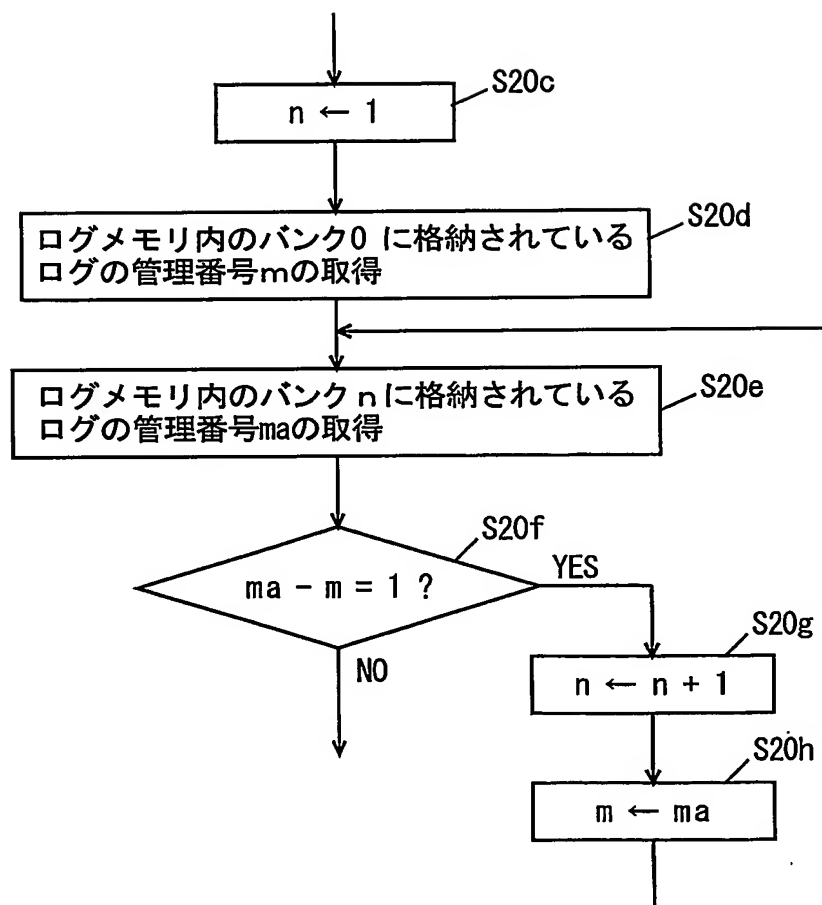 S20c
n ← 1
S20d
ログメモリ内のバンク0 に格納されている
ログの管理番号mの取得
S20e
ログメモリ内のバンクnに格納されている
ログの管理番号maの取得
S20f
ma - m = 1 ?
YES
NO
S20g
n ← n + 1
S20h
m ← ma